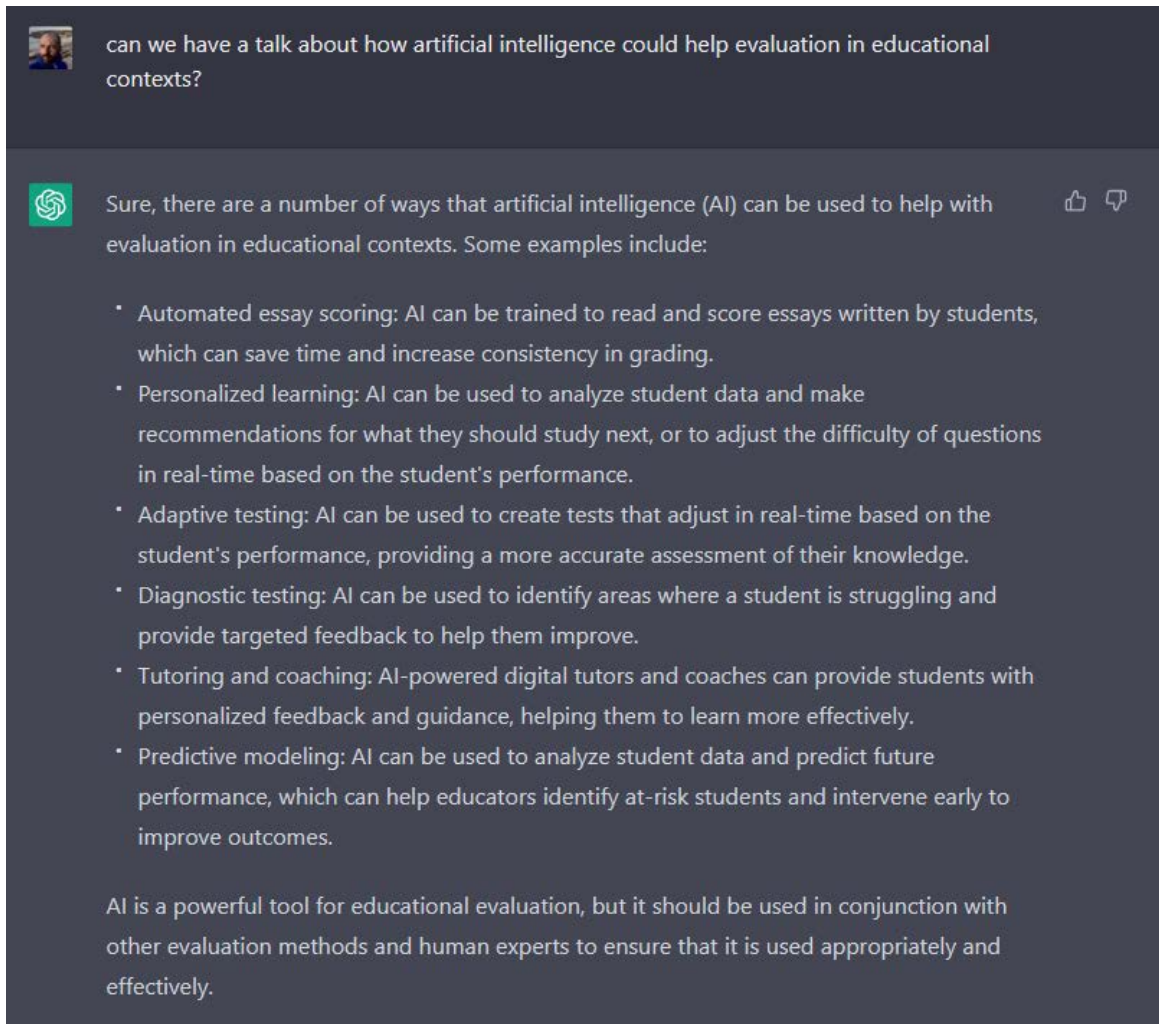 can we have a talk about how artificial intelligence could help evaluation in educational
contexts?
Sure, there are a number of ways that artificial intelligence (AI) can be used to help with
evaluation in educational contexts. Some examples include:
• Automated essay scoring: AI can be trained to read and score essays written by students,
which can save time and increase consistency in grading.
• Personalized learning: AI can be used to analyze student data and make
recommendations for what they should study next, or to adjust the difficulty of questions
in real-time based on the student's performance.
• Adaptive testing: AI can be used to create tests that adjust in real-time based on the
student's performance, providing a more accurate assessment of their knowledge.
• Diagnostic testing: AI can be used to identify areas where a student is struggling and
provide targeted feedback to help them improve.
• Tutoring and coaching: AI-powered digital tutors and coaches can provide students with
personalized feedback and guidance, helping them to learn more effectively.
• Predictive modeling: AI can be used to analyze student data and predict future
performance, which can help educators identify at-risk students and intervene early to
improve outcomes.
AI is a powerful tool for educational evaluation, but it should be used in conjunction with
other evaluation methods and human experts to ensure that it is used appropriately and
effectively.